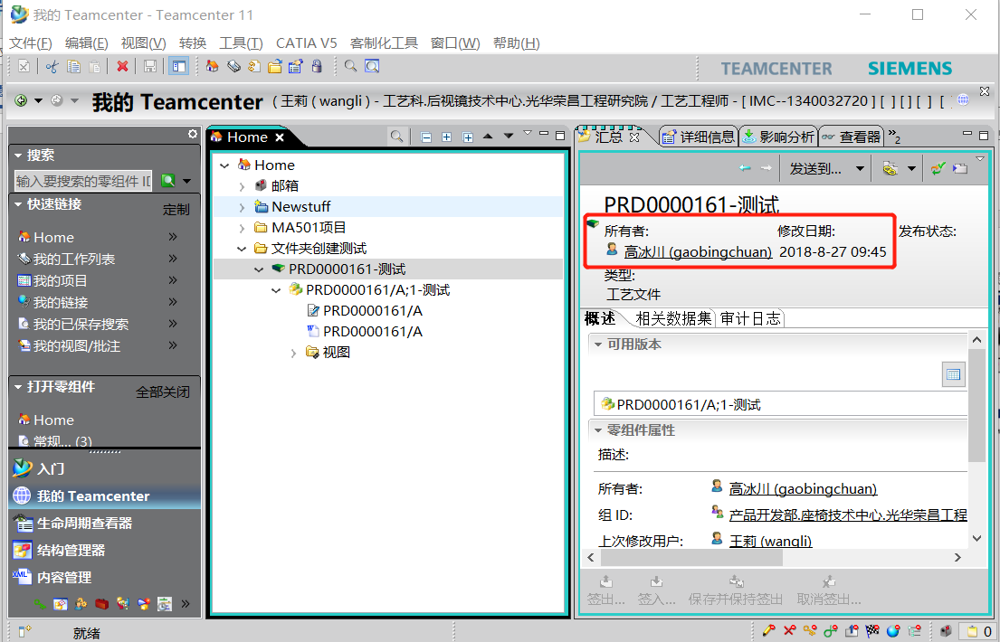 我的 Teamcenter - Teamcenter 11
文件(F) 编辑(E) 视图(V) 转换 工具(T) CATIA V5 客制化工具 窗口(W) 帮助(H)
TEAMCENTER SIEMENS
我的 Teamcenter ( 王莉 ( wangli ) - 工艺科.后视镜技术中心.光华荣昌工程研究院 / 工艺工程师 - [ IMC--1340032720 ] [ ] [ ] [ ] [
搜索
输入要搜索的零组件 ID
快速链接
定制
Home
我的工作列表
我的项目
我的链接
我的已保存搜索
我的视图/批注
打开零组件
全部关闭
Home
常规... (3)
入门
我的 Teamcenter
生命周期查看器
结构管理器
内容管理
Home
Home
邮箱
Newstuff
MA501项目
文件夹创建测试
PRD0000161-测试
PRD0000161/A;1-测试
PRD0000161/A
PRD0000161/A
视图
汇总 详细信息 影响分析 查看器 »2
发送到...
PRD0000161-测试
所有者: 修改日期: 发布状态:
高冰川 (gaobingchuan) 2018-8-27 09:45
类型:
工艺文件
概述 相关数据集 审计日志
可用版本
PRD0000161/A;1-测试
零组件属性
描述:
所有者: 高冰川 (gaobingchuan)
组 ID: 产品开发部.座椅技术中心.光华荣昌工程
上次修改用户: 王莉 (wangli)
签出... 签入... 保存并保持签出 取消签出...
就绪
0